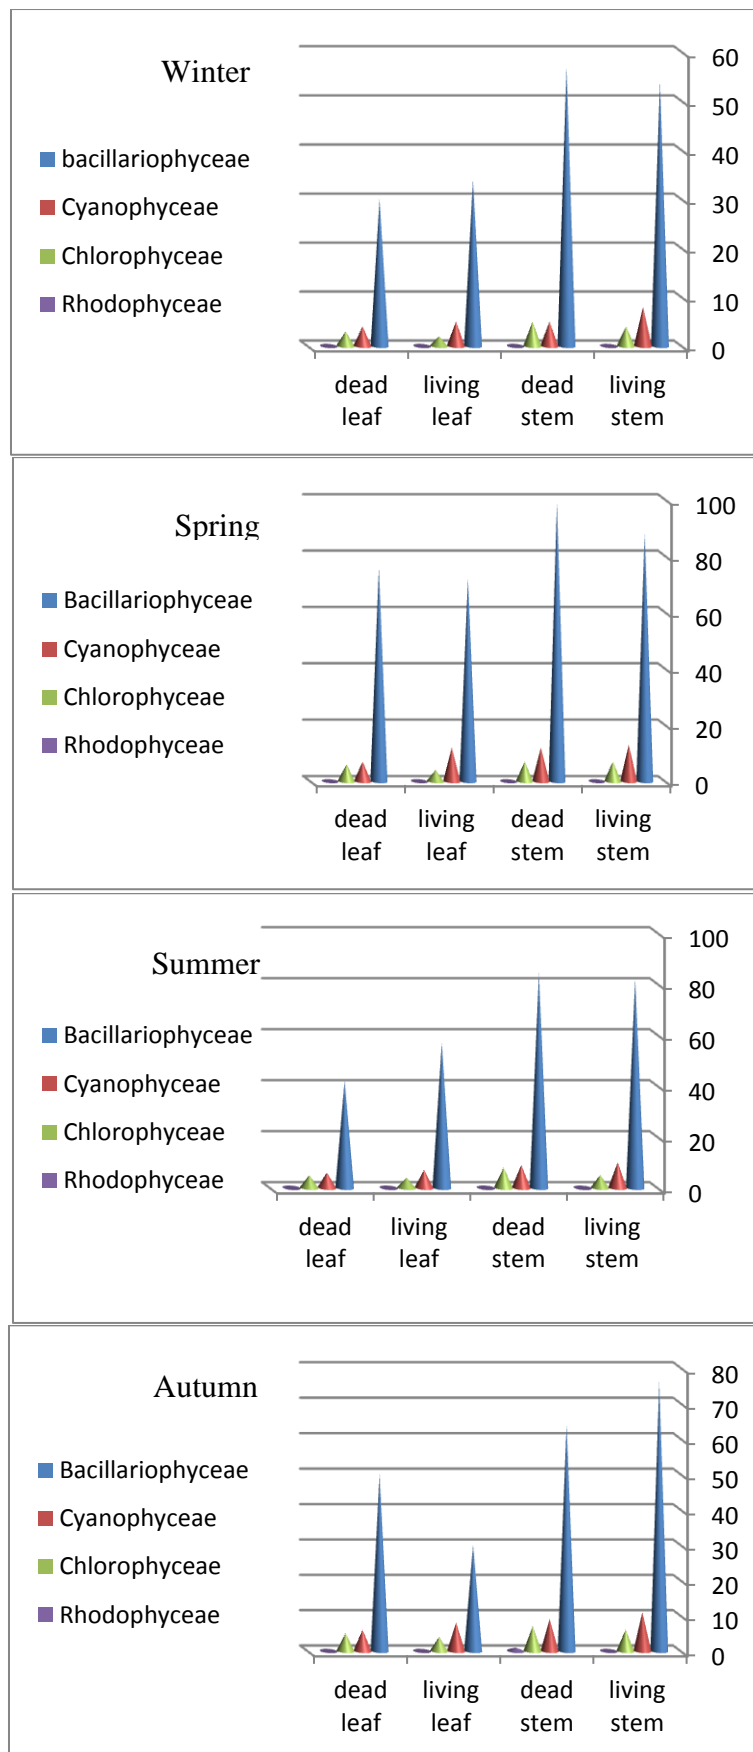 Winter
bacillariophyceae
Cyanophyceae
Chlorophyceae
Rhodophyceae
60
50
40
30
20
10
0
dead living dead living
leaf leaf stem stem
Spring
Bacillariophyceae
Cyanophyceae
Chlorophyceae
Rhodophyceae
100
80
60
40
20
0
dead living dead living
leaf leaf stem stem
Summer
Bacillariophyceae
Cyanophyceae
Chlorophyceae
Rhodophyceae
100
80
60
40
20
0
dead living dead living
leaf leaf stem stem
Autumn
Bacillariophyceae
Cyanophyceae
Chlorophyceae
Rhodophyceae
80
70
60
50
40
30
20
10
0
dead living dead living
leaf leaf stem stem